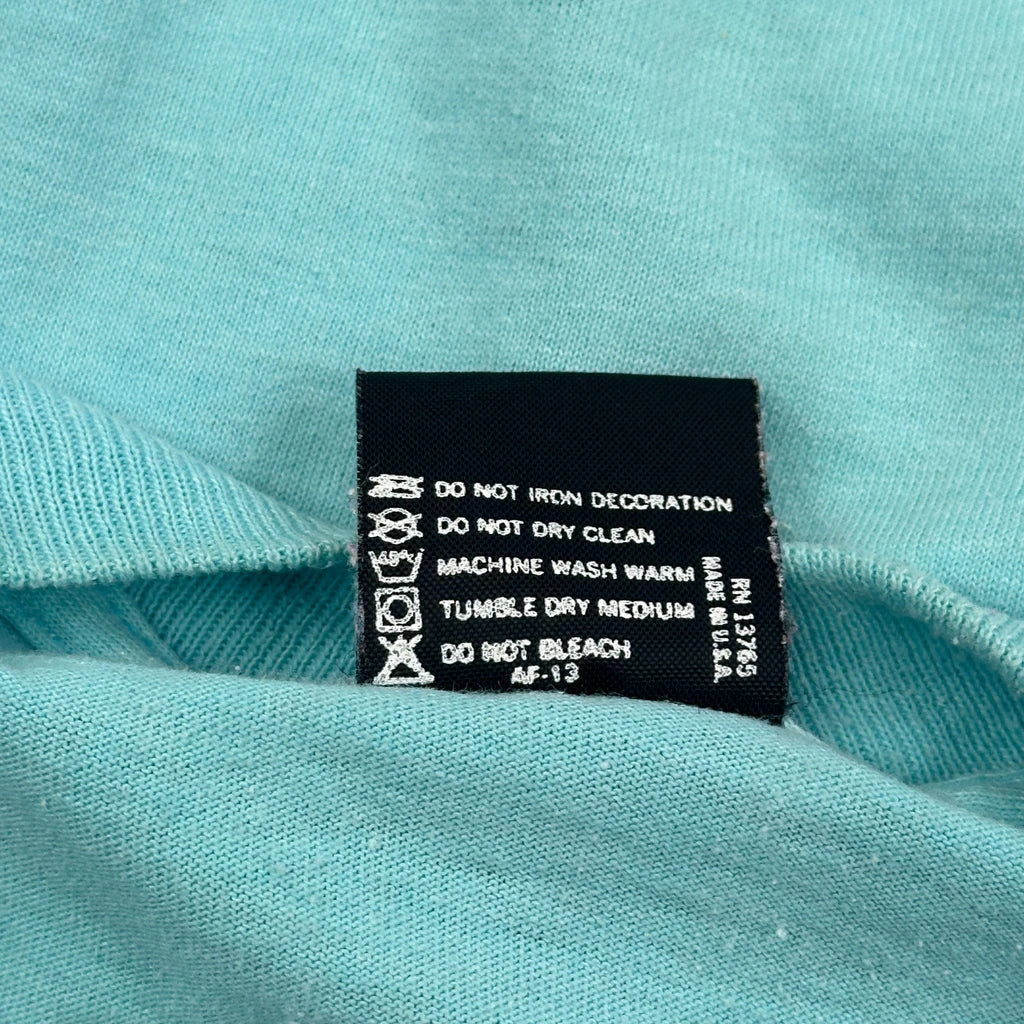 DO NOT IRON DECORATION
DO NOT DRY CLEAN
MACHINE WASH WARM
TUMBLE DRY MEDIUM
DO NOT BLEACH
AF-13
RN 13765
MADE IN U.S.A.